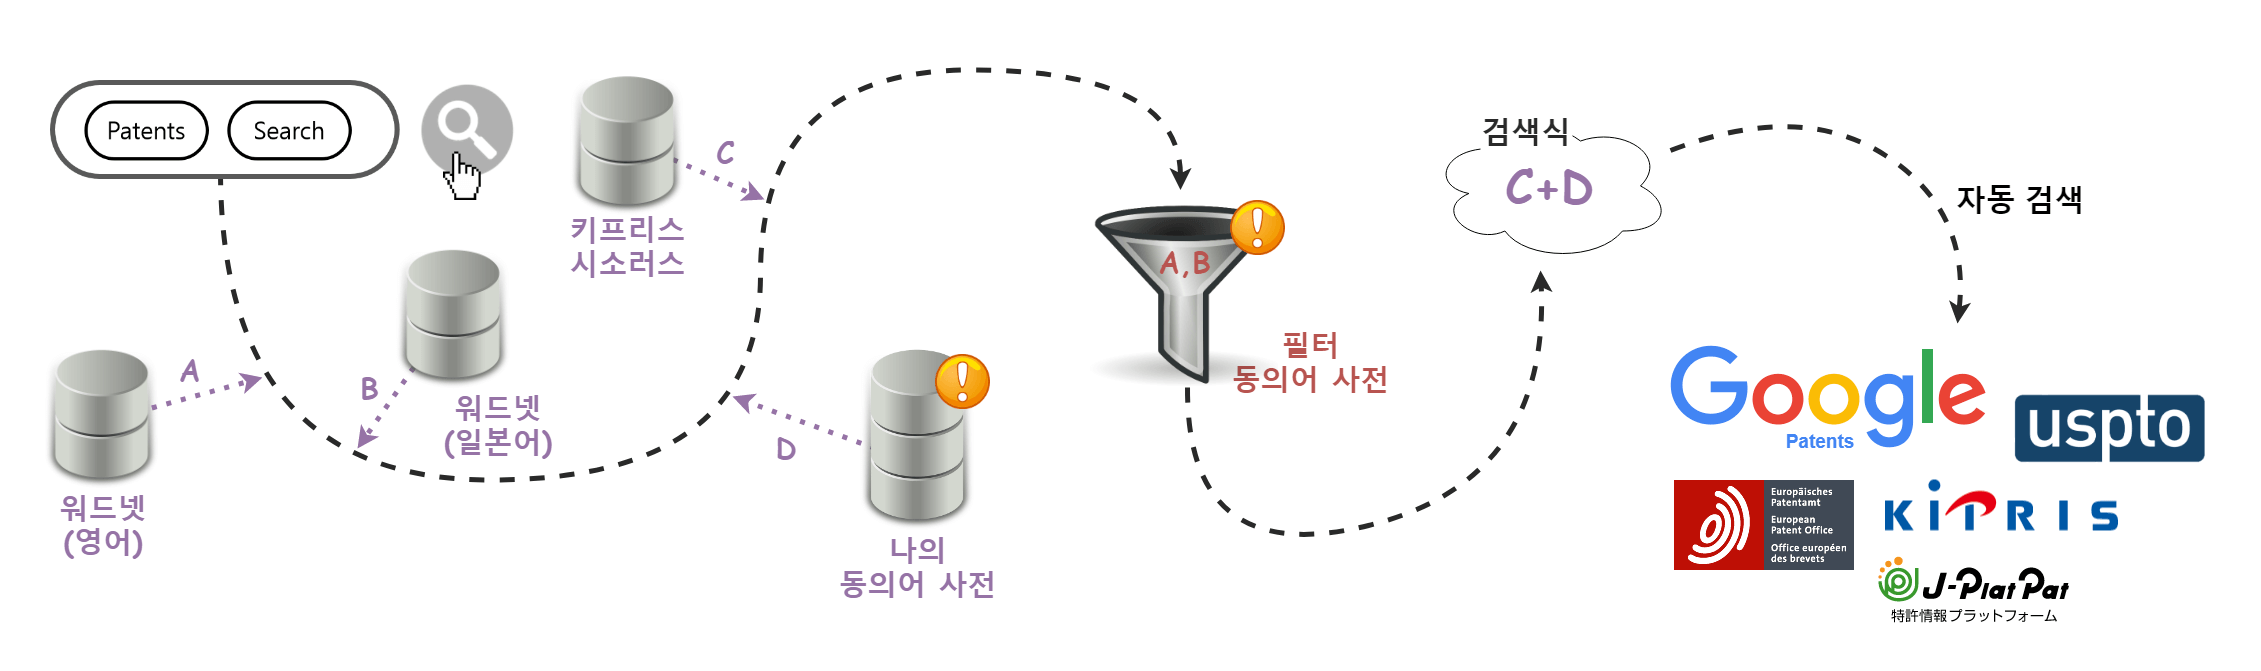 Patents
Search
C
키프리스
시소러스
A
B
워드넷
(일본어)
워드넷
(영어)
D
나의
동의어 사전
A,B
필터
동의어 사전
검색식
C+D
자동 검색
Google
Patents
uspto
Europäisches
Patentamt
European
Patent Office
Office européen
des brevets
KIPRIS
J-PlatPat
特許情報プラットフォーム